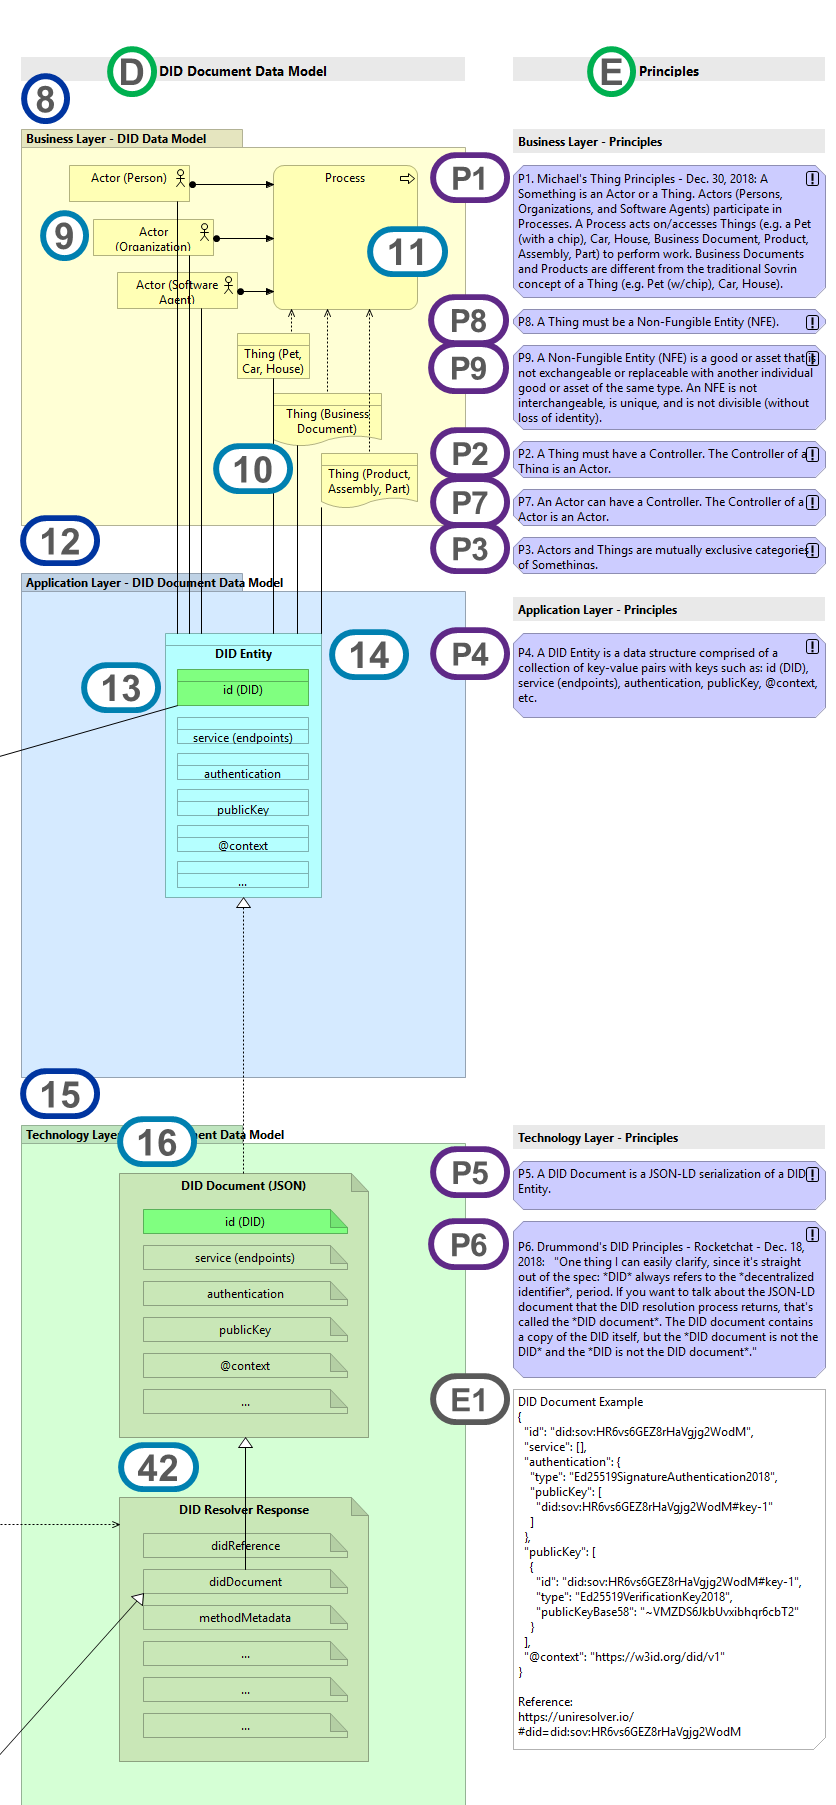 D DID Document Data Model
8
Business Layer - DID Data Model
Actor (Person)
Process
9
Actor
(Organization)
11
Actor (Software
Agent)
Thing (Pet,
Car, House)
Thing (Business
Document)
10
Thing (Product,
Assembly, Part)
12
Application Layer - DID Document Data Model
DID Entity
14
13
id (DID)
service (endpoints)
authentication
publicKey
@context
...
15
Technology Laye
ent Data Model
16
DID Document (JSON)
id (DID)
service (endpoints)
authentication
publicKey
@context
...
42
DID Resolver Response
didReference
didDocument
methodMetadata
...
...
...
E Principles
Business Layer - Principles
P1
P1. Michael's Thing Principles - Dec. 30, 2018: A
Something is an Actor or a Thing. Actors (Persons,
Organizations, and Software Agents) participate in
Processes. A Process acts on/accesses Things (e.g. a Pet
(with a chip), Car, House, Business Document, Product,
Assembly, Part) to perform work. Business Documents
and Products are different from the traditional Sovrin
concept of a Thing (e.g. Pet (w/chip), Car, House).
P8
P8. A Thing must be a Non-Fungible Entity (NFE).
P9
P9. A Non-Fungible Entity (NFE) is a good or asset that is
not exchangeable or replaceable with another individual
good or asset of the same type. An NFE is not
interchangeable, is unique, and is not divisible (without
loss of identity).
P2
P2. A Thing must have a Controller. The Controller of a
Thing is an Actor.
P7
P7. An Actor can have a Controller. The Controller of a
Actor is an Actor.
P3
P3. Actors and Things are mutually exclusive categories
of Somethings.
Application Layer - Principles
P4
P4. A DID Entity is a data structure comprised of a
collection of key-value pairs with keys such as: id (DID),
service (endpoints), authentication, publicKey, @context,
etc.
Technology Layer - Principles
P5
P5. A DID Document is a JSON-LD serialization of a DID
Entity.
P6
P6. Drummond's DID Principles - Rocketchat - Dec. 18,
2018: "One thing I can easily clarify, since it's straight
out of the spec: *DID* always refers to the *decentralized
identifier*, period. If you want to talk about the JSON-LD
document that the DID resolution process returns, that's
called the *DID document*. The DID document contains
a copy of the DID itself, but the *DID document is not the
DID* and the *DID is not the DID document*."
E1
DID Document Example
{
"id": "did:sov:HR6vs6GEZ8rHaVgjg2WodM",
"service": [],
"authentication": {
"type": "Ed25519SignatureAuthentication2018",
"publicKey": [
"did:sov:HR6vs6GEZ8rHaVgjg2WodM#key-1"
]
},
"publicKey": [
{
"id": "did:sov:HR6vs6GEZ8rHaVgjg2WodM#key-1",
"type": "Ed25519VerificationKey2018",
"publicKeyBase58": "~VMZDS6JkbUvxibhqr6cbT2"
}
],
"@context": "https://w3id.org/did/v1"
}
Reference:
https://uniresolver.io/
#did=did:sov:HR6vs6GEZ8rHaVgjg2WodM